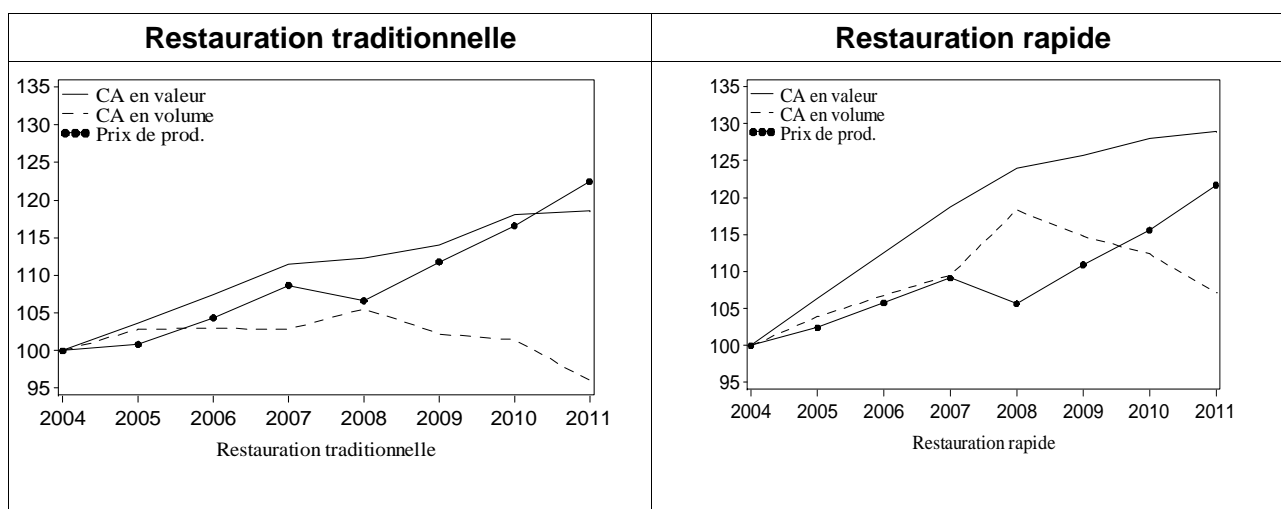 Restauration traditionnelle
Restauration rapide
135
130
125
120
115
110
105
100
95
CA en valeur
CA en volume
Prix de prod.
2004 2005 2006 2007 2008 2009 2010 2011
Restauration traditionnelle
135
130
125
120
115
110
105
100
95
CA en valeur
CA en volume
Prix de prod.
2004 2005 2006 2007 2008 2009 2010 2011
Restauration rapide